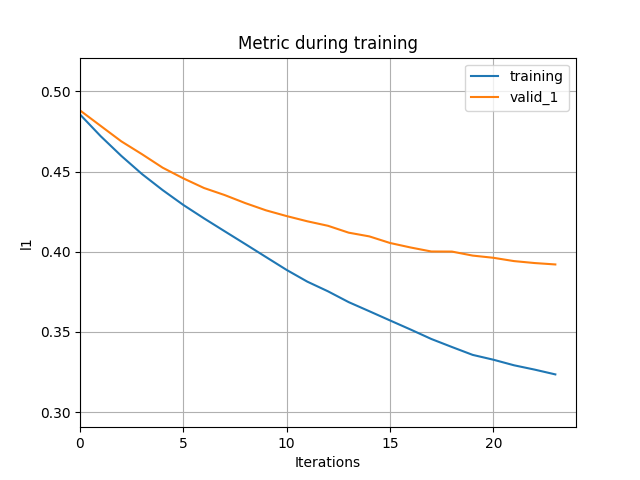 Metric during training
training
valid_1
0.50
0.45
0.40
0.35
0.30
l1
0 5 10 15 20
Iterations